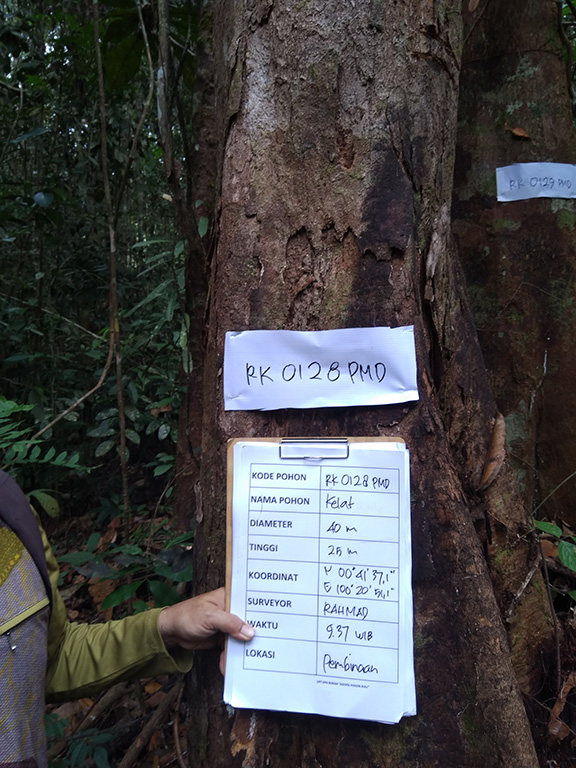 RK 0129 PMD
RK 0128 PMD
KODE POHON RK 0128 PMD
NAMA POHON Kelat
DIAMETER 40 m
TINGGI 25 m
KOORDINAT Y 00°41'37,1"
E 100°20'51,1"
SURVEYOR RAHMAD
WAKTU 9.37 WIB
LOKASI Pembinaan